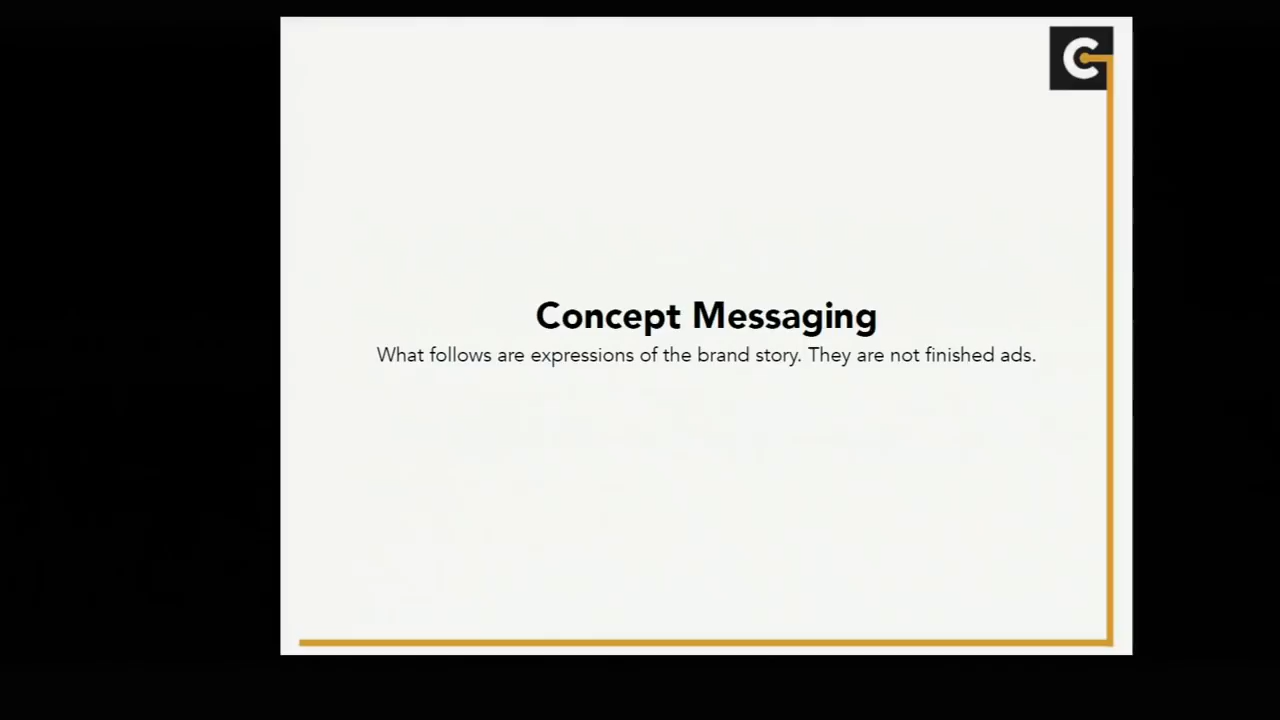 C
Concept Messaging
What follows are expressions of the brand story. They are not finished ads.